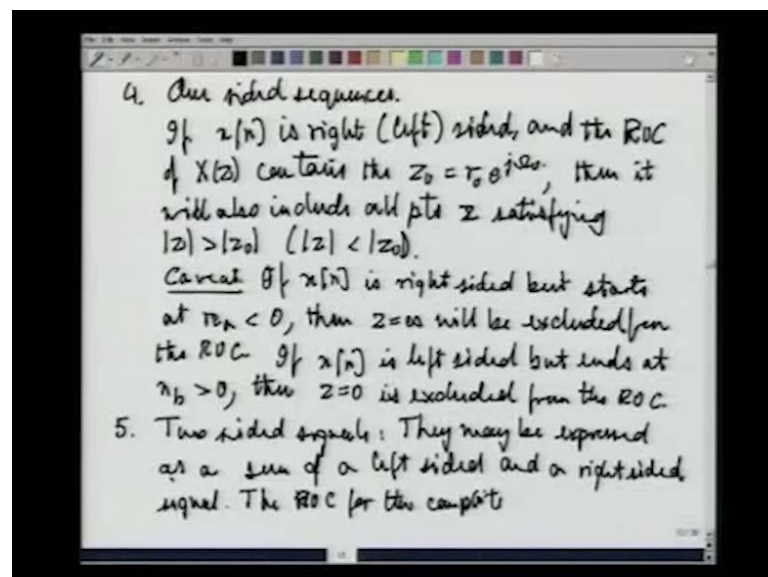 4. One sided sequences.
If x[n] is right (left) sided, and the ROC
of X(z) contains the z₀ = r₀ e^{jΩ₀}, then it
will also include all pts z satisfying
|z| > |z₀| (|z| < |z₀|).
Caveat If x[n] is right sided but starts
at nₐ < 0, then z=∞ will be excluded from
the ROC. If x[n] is left sided but ends at
n_b > 0, then z=0 is excluded from the ROC.
5. Two sided signals: They may be expressed
as a sum of a left sided and a right sided
signal. The ROC for the complete